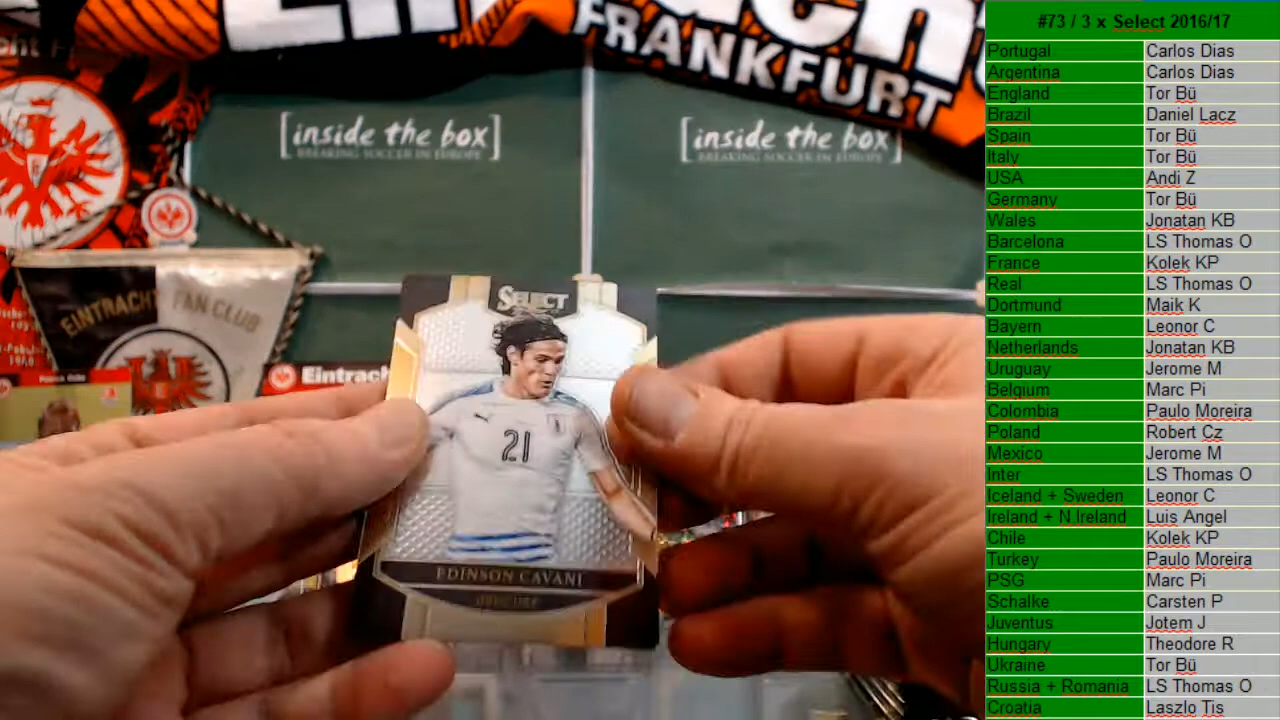 FRANKFURT
[inside the box]
BREAKING SOCCER IN EUROPE
[inside the box]
BREAKING SOCCER IN EUROPE
EINTRACHT FAN CLUB
Eintracht
SELECT
21
EDINSON CAVANI
URUGUAY
#73 / 3 x Select 2016/17
Portugal Carlos Dias
Argentina Carlos Dias
England Tor Bü
Brazil Daniel Lacz
Spain Tor Bü
Italy Tor Bü
USA Andi Z
Germany Tor Bü
Wales Jonatan KB
Barcelona LS Thomas O
France Kolek KP
Real LS Thomas O
Dortmund Maik K
Bayern Leonor C
Netherlands Jonatan KB
Uruguay Jerome M
Belgium Marc Pi
Colombia Paulo Moreira
Poland Robert Cz
Mexico Jerome M
Inter LS Thomas O
Iceland + Sweden Leonor C
Ireland + N.Ireland Luis Angel
Chile Kolek KP
Turkey Paulo Moreira
PSG Marc Pi
Schalke Carsten P
Juventus Jotem J
Hungary Theodore R
Ukraine Tor Bü
Russia + Romania LS Thomas O
Croatia Laszlo Tis